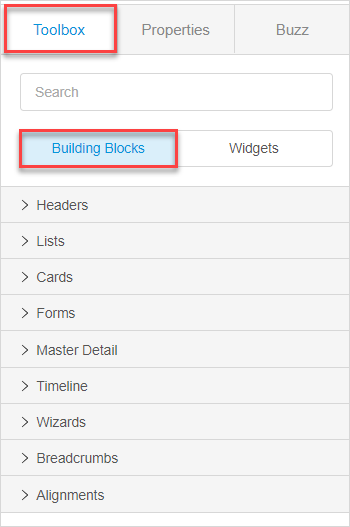 Toolbox Properties Buzz
Search
Building Blocks Widgets
Headers
Lists
Cards
Forms
Master Detail
Timeline
Wizards
Breadcrumbs
Alignments